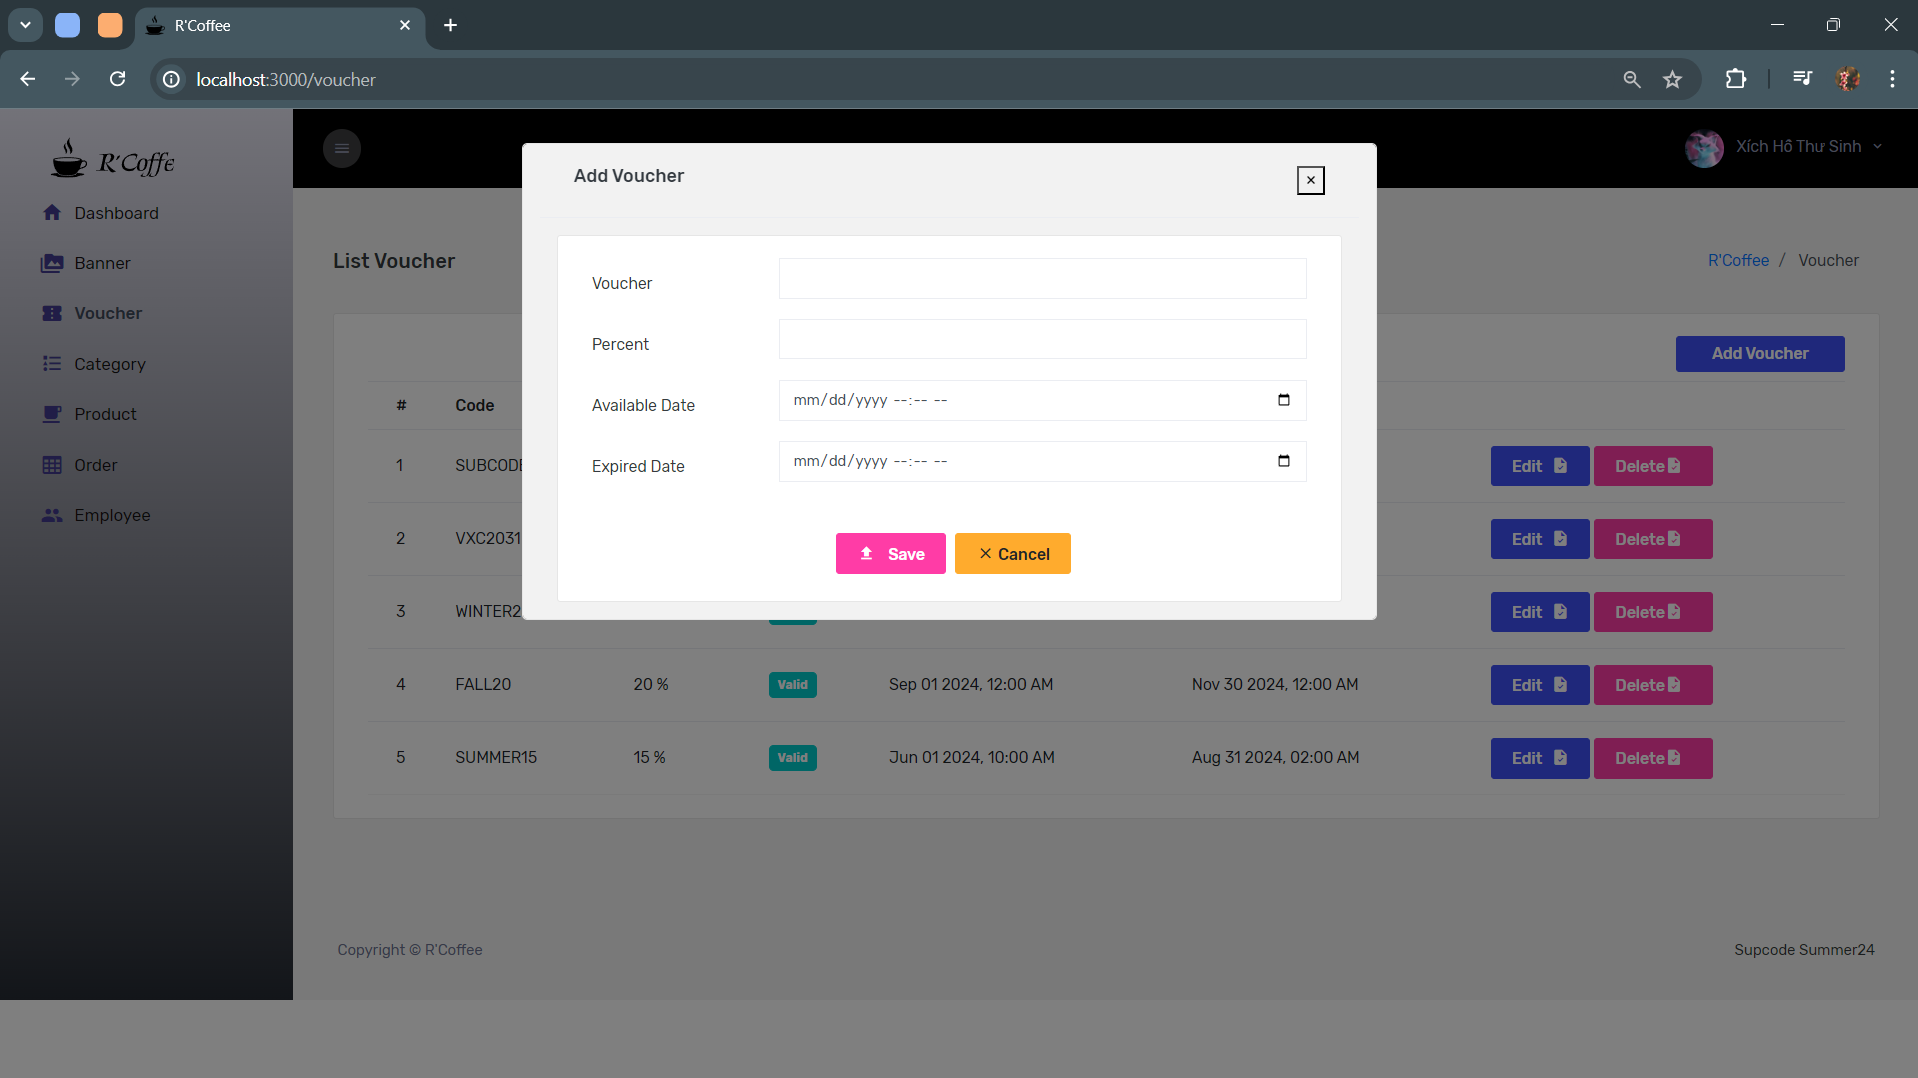 R'Coffee
localhost:3000/voucher
R'Coffe
Xích Hồ Thư Sinh
Dashboard
Banner
Voucher
Category
Product
Order
Employee
List Voucher
R'Coffee / Voucher
Add Voucher
Add Voucher
×
Voucher
Percent
Available Date mm/dd/yyyy --:-- --
Expired Date mm/dd/yyyy --:-- --
Save × Cancel
# Code
1 SUBCODE Edit Delete
2 VXC2031 Edit Delete
3 WINTER2 Edit Delete
4 FALL20 20 % Valid Sep 01 2024, 12:00 AM Nov 30 2024, 12:00 AM Edit Delete
5 SUMMER15 15 % Valid Jun 01 2024, 10:00 AM Aug 31 2024, 02:00 AM Edit Delete
Copyright © R'Coffee Supcode Summer24